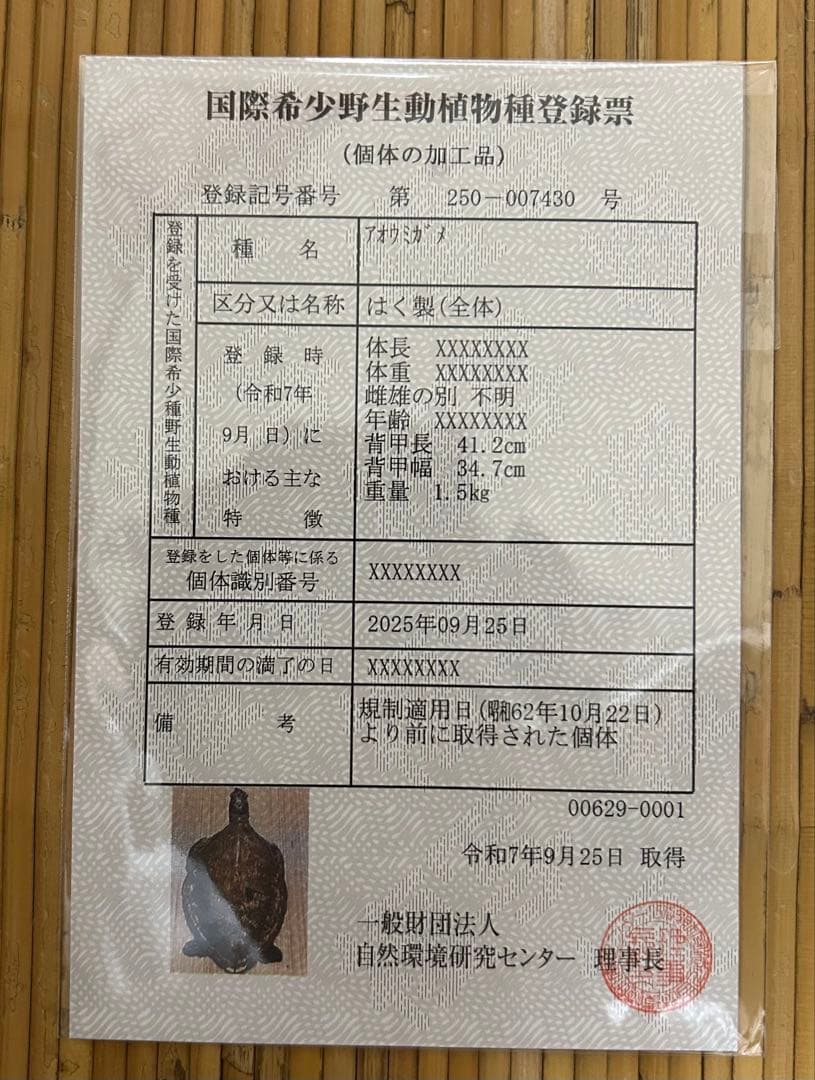 国際希少野生動植物種登録票
(個体の加工品)
登録記号番号 第 250-007430 号
登録を受けた国際希少種野生動植物種
種 名 ｱｵｳﾐｶﾞﾒ
区分又は名称 はく製(全体)
登 録 時
(令和7年
9月 日)に
おける主な
特 徴
体長 XXXXXXXX
体重 XXXXXXXX
雌雄の別 不明
年齢 XXXXXXXX
背甲長 41.2cm
背甲幅 34.7cm
重量 1.5kg
登録をした個体等に係る
個体識別番号 XXXXXXXX
登 録 年 月 日 2025年09月25日
有効期間の満了の日 XXXXXXXX
備 考
規制適用日(昭和62年10月22日)
より前に取得された個体
00629-0001
令和7年9月25日 取得
一般財団法人
自然環境研究センター 理事長